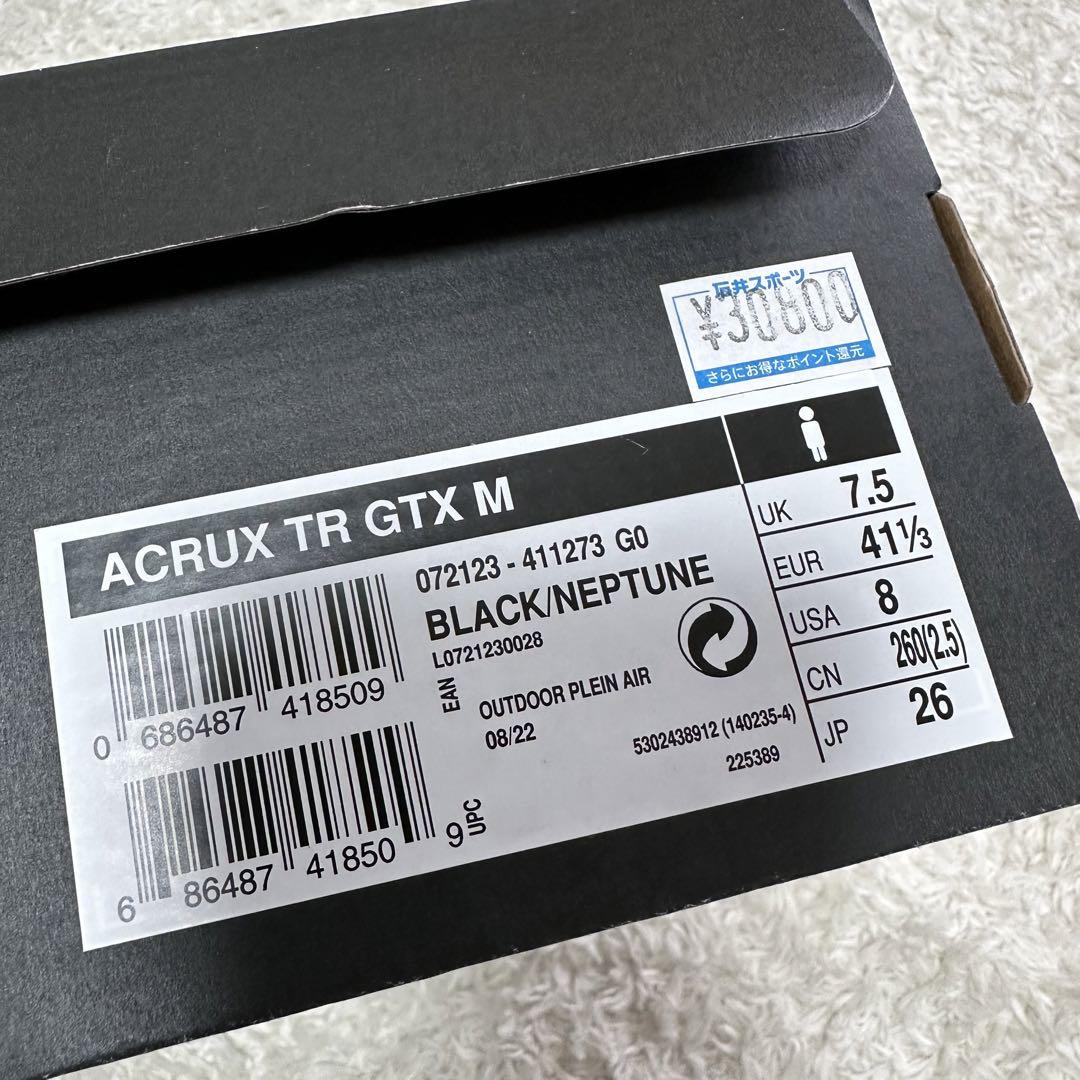 石井スポーツ
¥30800
さらにお得なポイント還元
ACRUX TR GTX M
072123 - 411273 G0
BLACK/NEPTUNE
L0721230028
0 686487 418509
EAN
OUTDOOR PLEIN AIR
08/22
5302438912 (140235-4)
225389
6 86487 41850 9
UPC
UK 7.5
EUR 41⅓
USA 8
CN 260(2.5)
JP 26